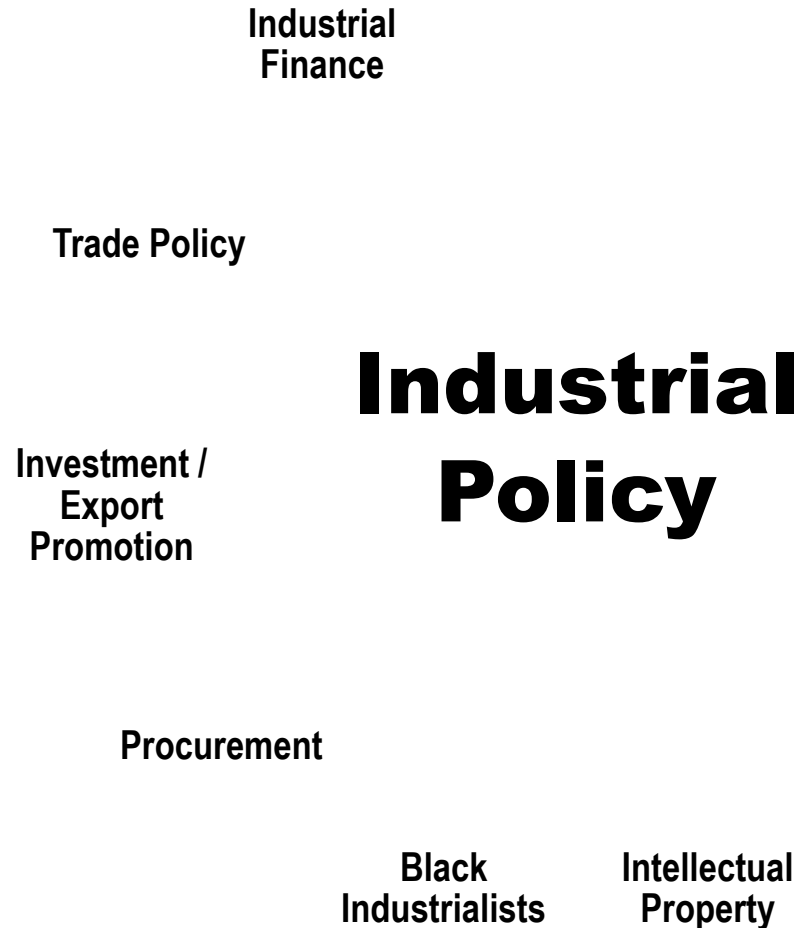 Industrial
Finance
Trade Policy
Industrial
Policy
Investment /
Export
Promotion
Procurement
Black
Industrialists
Intellectual
Property